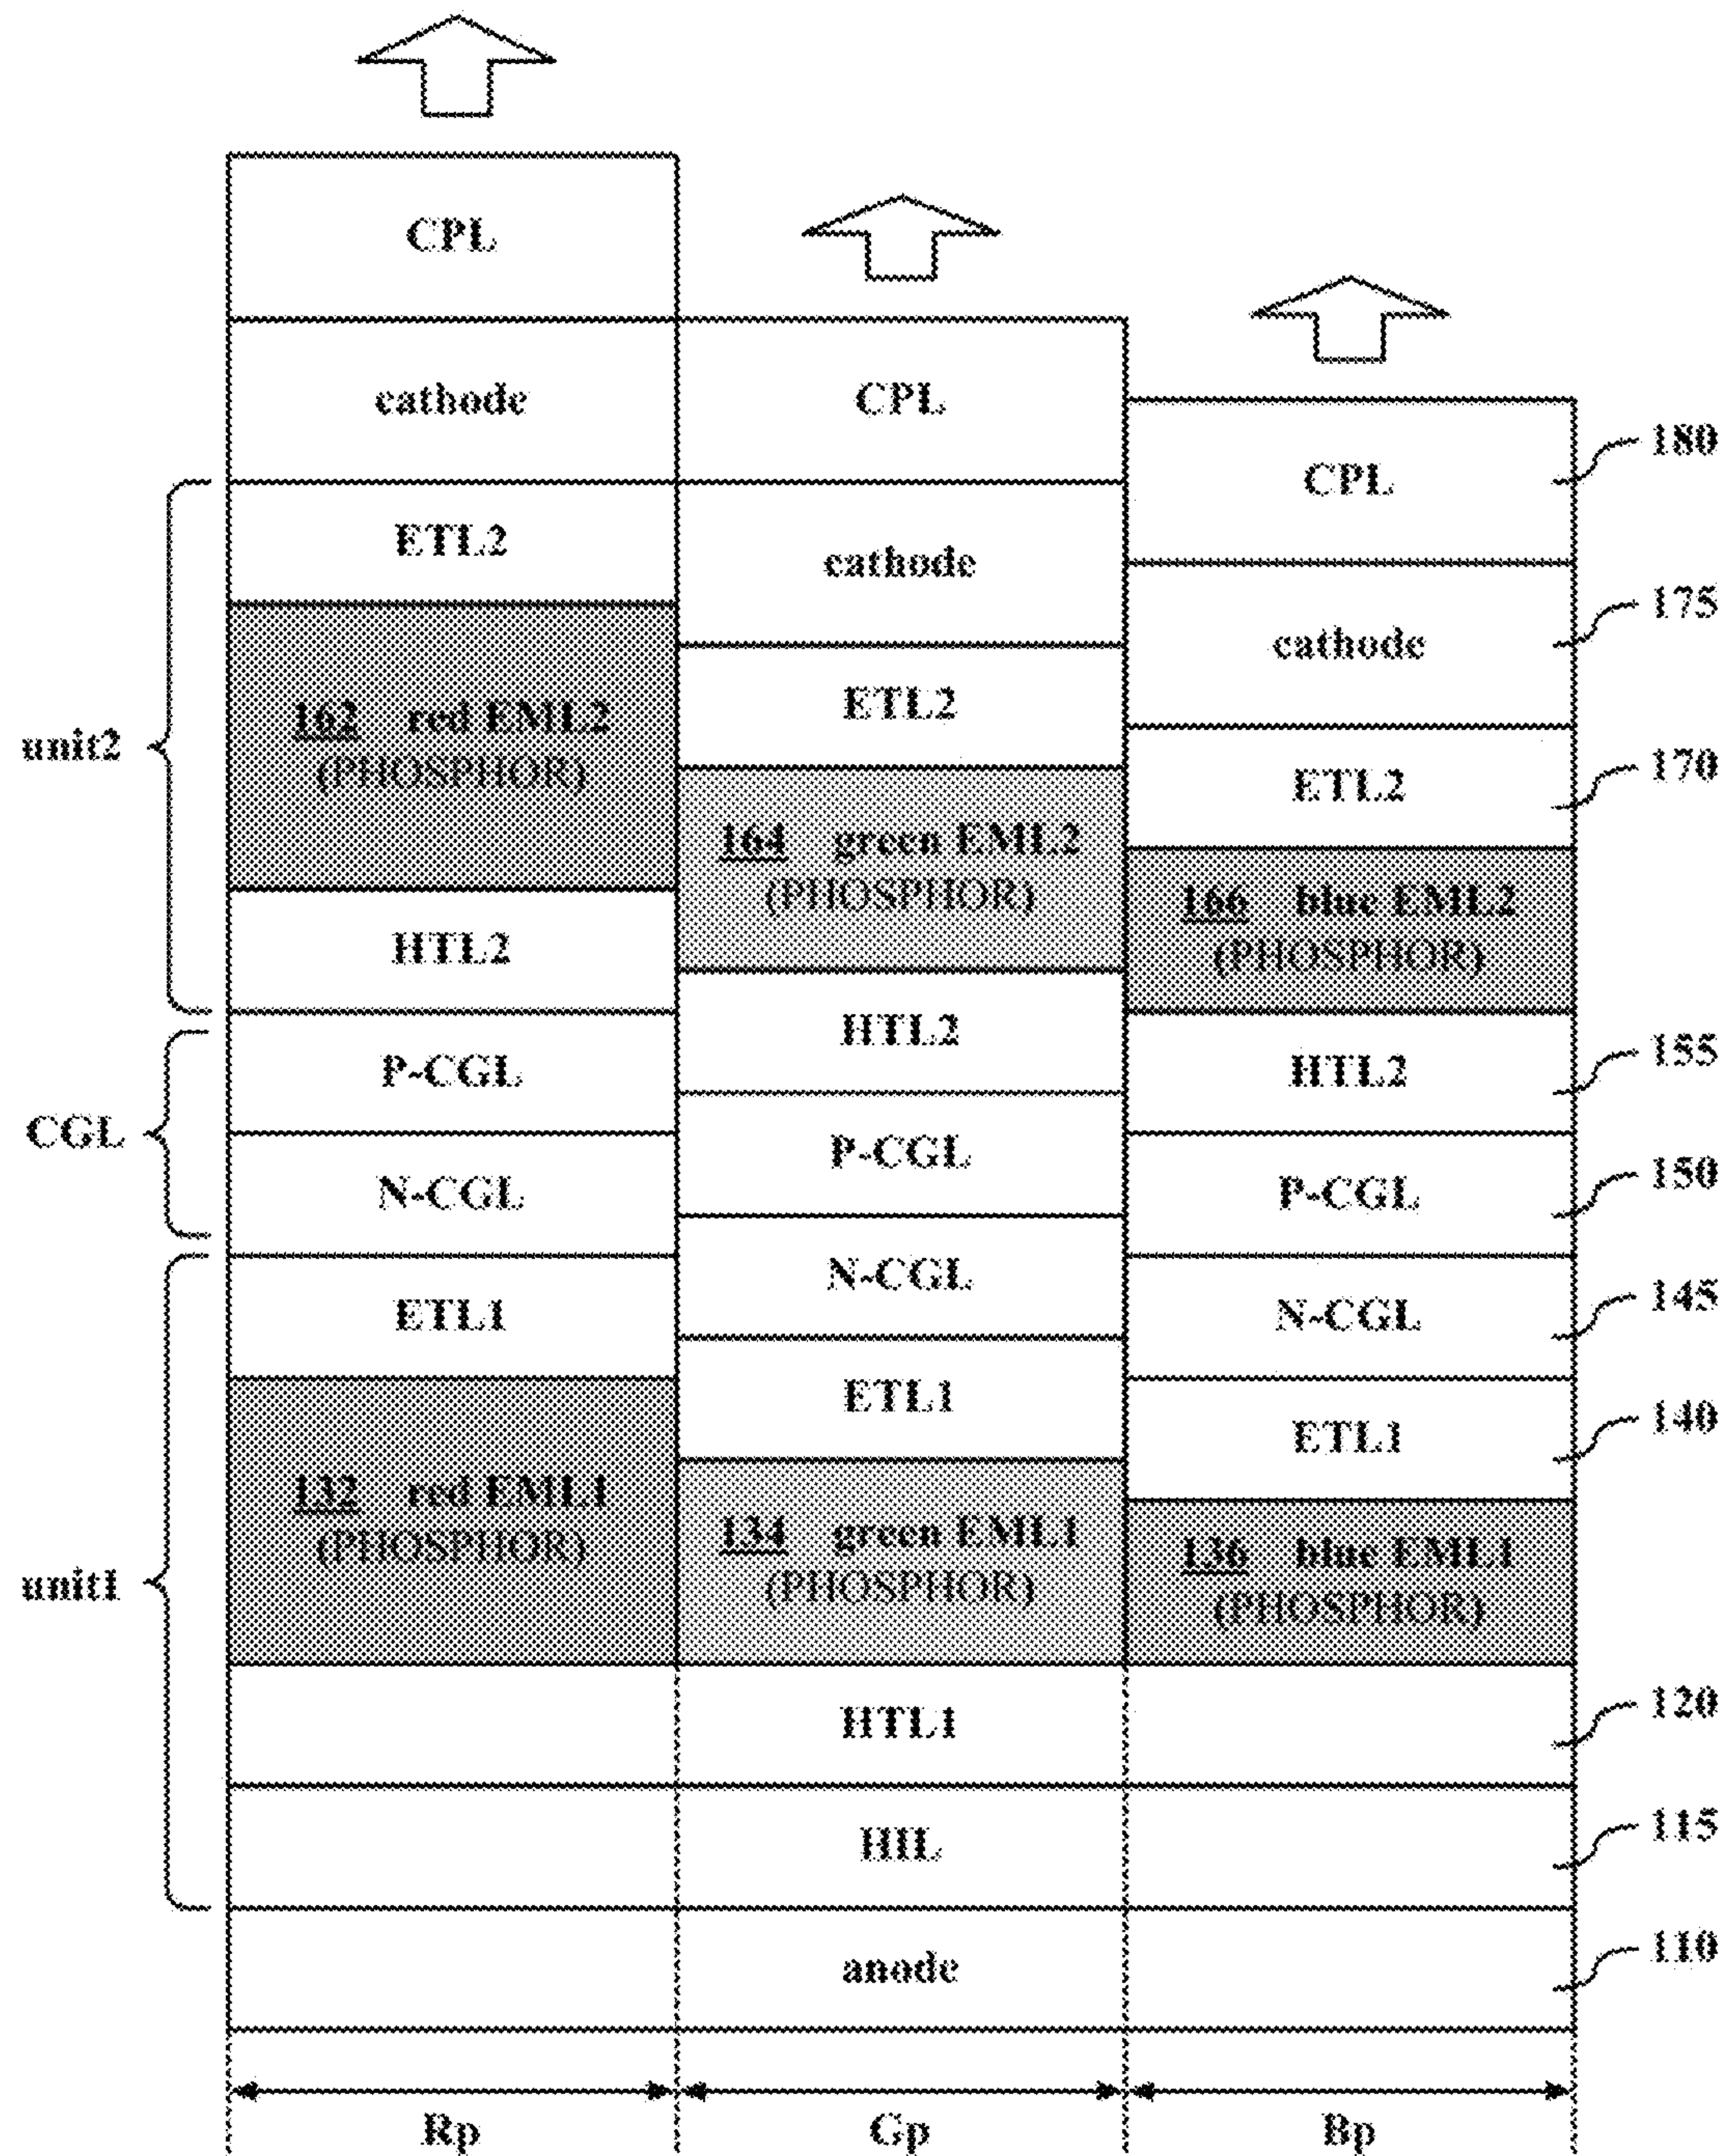 CPL
cathode
CPL
CPL
180
ETL2
cathode
cathode
175
162 red EML2
(PHOSPHOR)
unit2
ETL2
ETL2
170
164 green EML2
(PHOSPHOR)
166 blue EML2
(PHOSPHOR)
HTL2
HTL2
HTL2
155
P-CGL
CGL
P-CGL
P-CGL
150
N-CGL
N-CGL
N-CGL
145
ETL1
ETL1
ETL1
140
132 red EML1
(PHOSPHOR)
134 green EML1
(PHOSPHOR)
136 blue EML1
(PHOSPHOR)
unit1
HTL1
120
HIL
115
anode
110
Rp
Gp
Bp